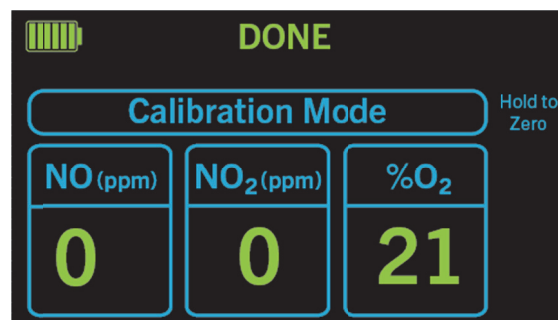 DONE
Calibration Mode
Hold to
Zero
NO (ppm) NO₂ (ppm) %O₂
0 0 21